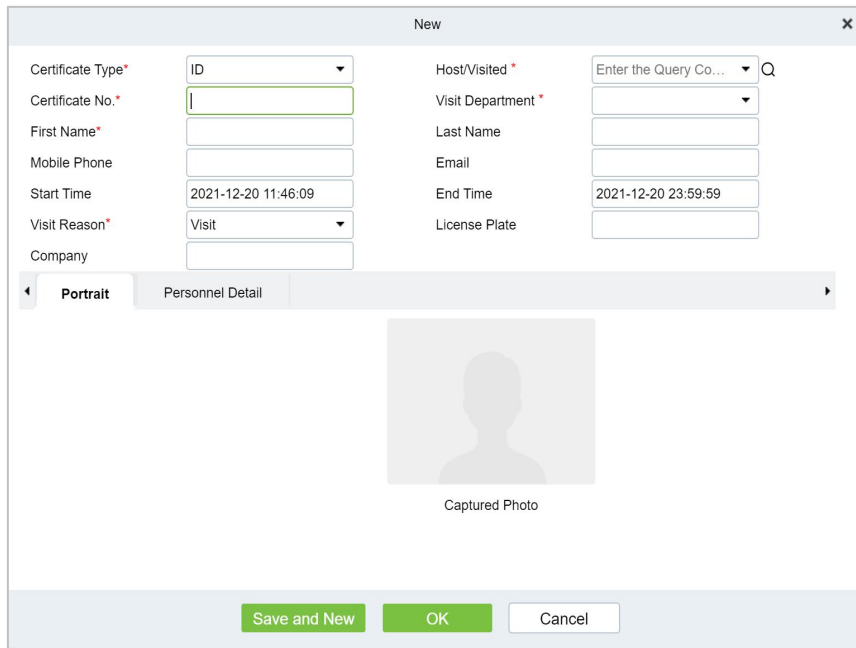 New
Certificate Type* ID Host/Visited * Enter the Query Co...
Certificate No.* Visit Department *
First Name* Last Name
Mobile Phone Email
Start Time 2021-12-20 11:46:09 End Time 2021-12-20 23:59:59
Visit Reason* Visit License Plate
Company
Portrait Personnel Detail
Captured Photo
Save and New OK Cancel